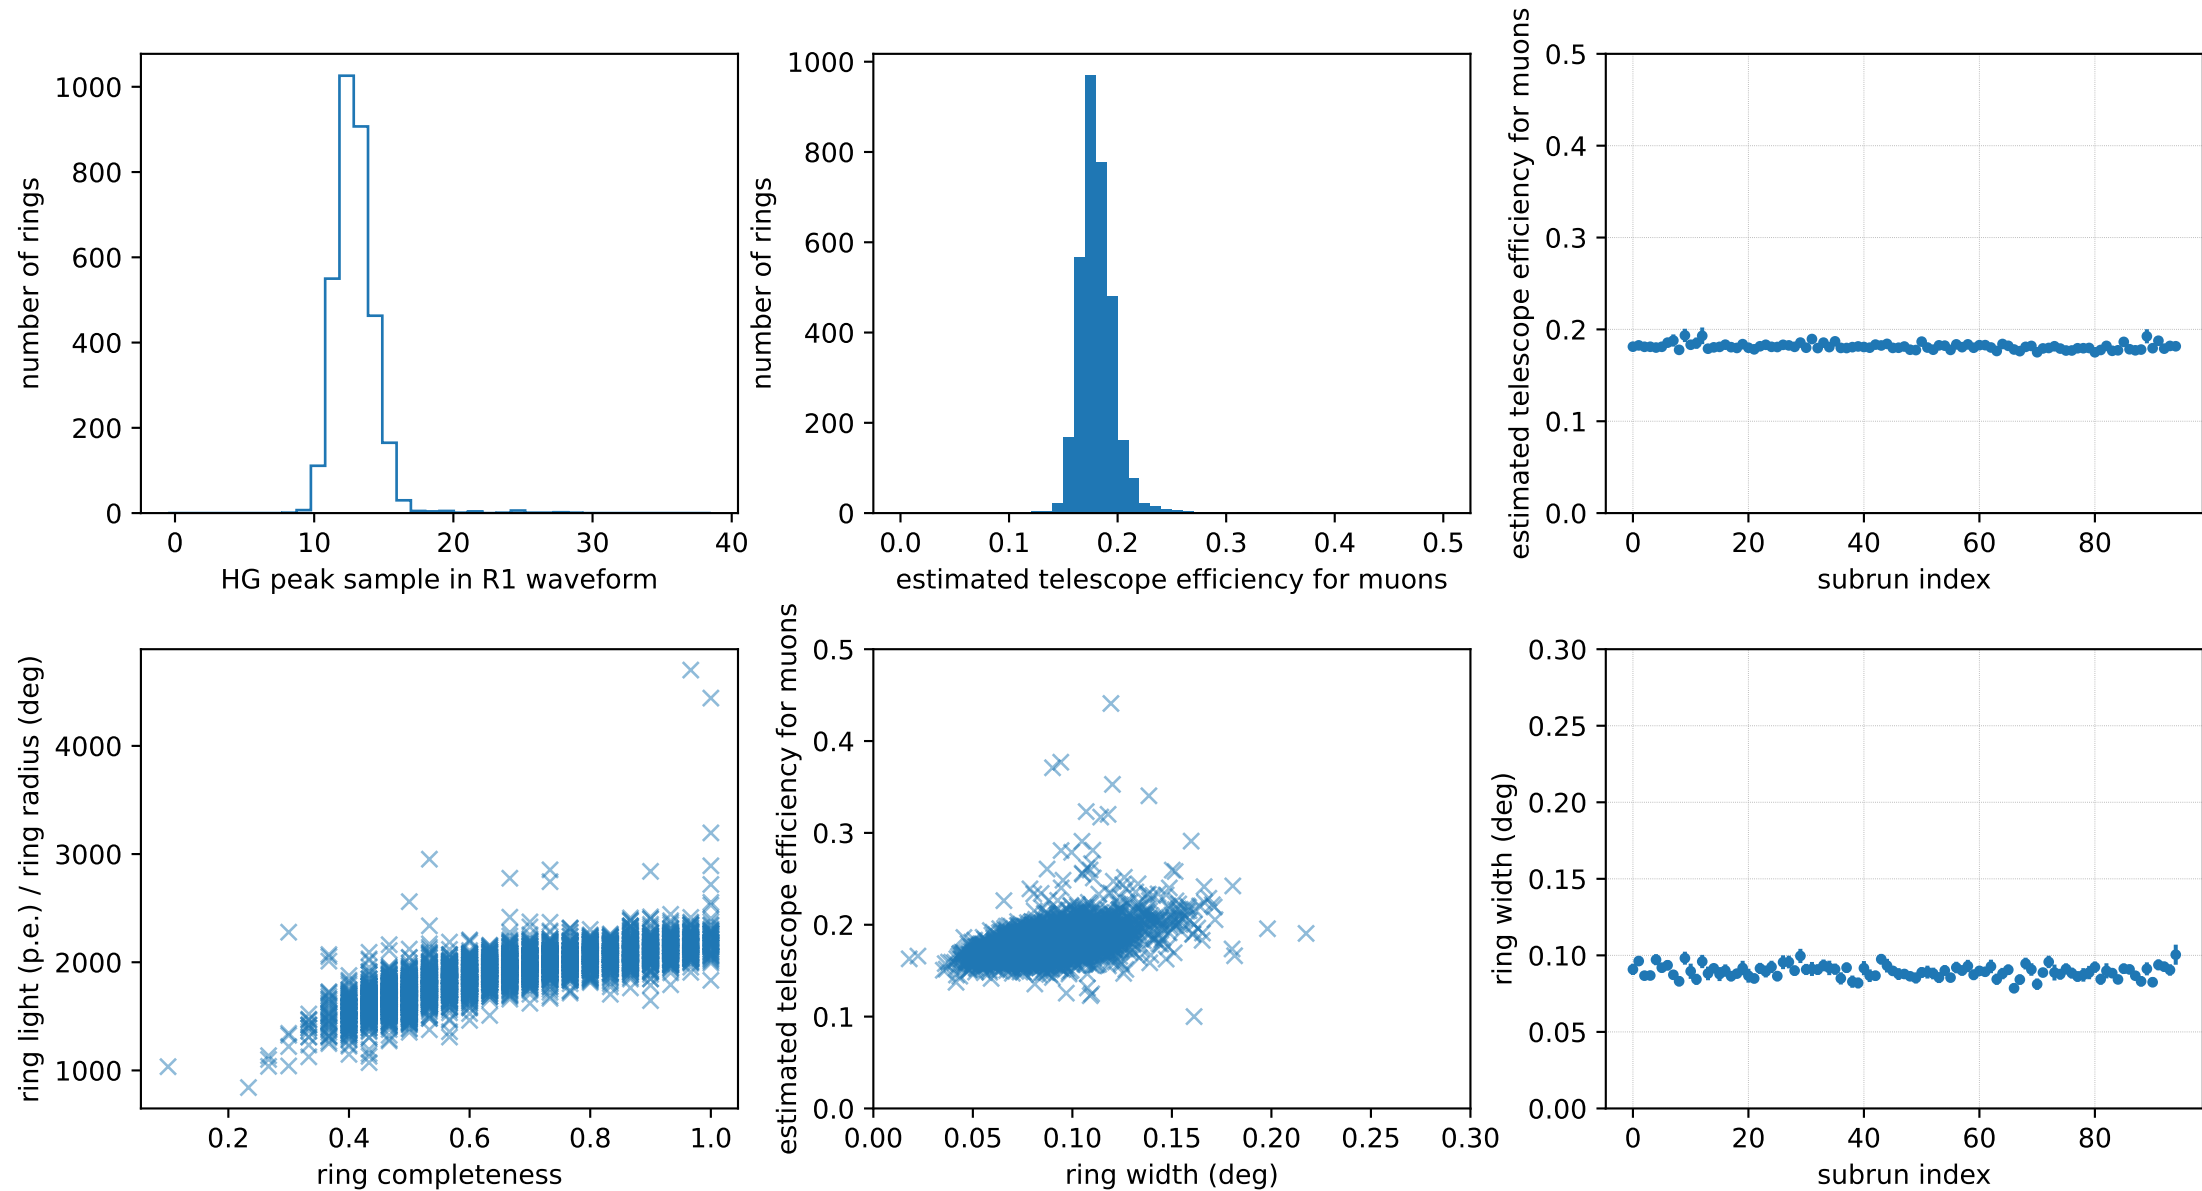 number of rings
1000
800
600
400
200
0
0 10 20 30 40
HG peak sample in R1 waveform
number of rings
1000
800
600
400
200
0
0.0 0.1 0.2 0.3 0.4 0.5
estimated telescope efficiency for muons
estimated telescope efficiency for muons
0.5
0.4
0.3
0.2
0.1
0.0
0 20 40 60 80
subrun index
ring light (p.e.) / ring radius (deg)
4000
3000
2000
1000
0.2 0.4 0.6 0.8 1.0
ring completeness
estimated telescope efficiency for muons
0.5
0.4
0.3
0.2
0.1
0.0
0.00 0.05 0.10 0.15 0.20 0.25 0.30
ring width (deg)
ring width (deg)
0.30
0.25
0.20
0.15
0.10
0.05
0.00
0 20 40 60 80
subrun index